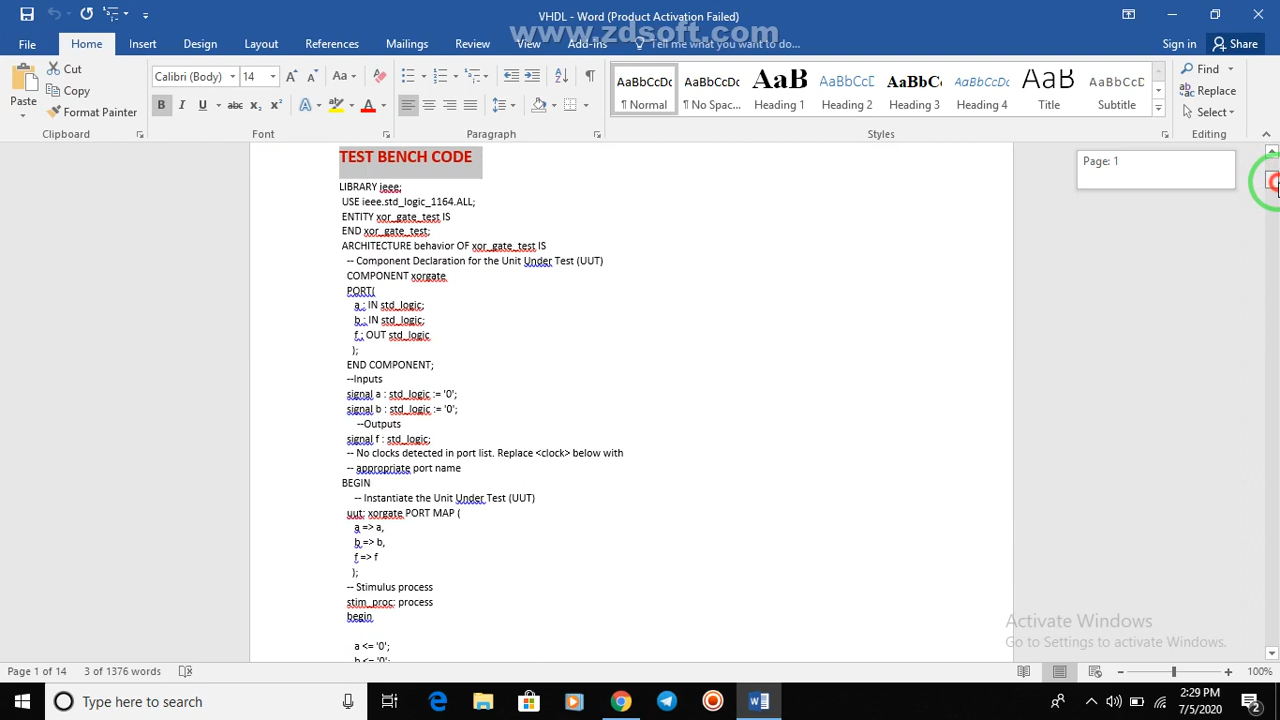 VHDL - Word (Product Activation Failed)
www.zdsoft.com
File Home Insert Design Layout References Mailings Review View Add-ins Tell me what you want to do... Sign in Share
Paste
Cut
Copy
Format Painter
Clipboard
Calibri (Body) 14
Font
Paragraph
AaBbCcDc AaBbCcDc AaB AaBbCcD AaBbC AaBbCcD AaB AaBbCcD
¶ Normal ¶ No Spac... Heading 1 Heading 2 Heading 3 Heading 4 Title Subtitle
Styles
Find
Replace
Select
Editing
Page: 1
TEST BENCH CODE
LIBRARY ieee;
USE ieee.std_logic_1164.ALL;
ENTITY xor_gate_test IS
END xor_gate_test;
ARCHITECTURE behavior OF xor_gate_test IS
-- Component Declaration for the Unit Under Test (UUT)
COMPONENT xorgate
PORT(
a : IN std_logic;
b : IN std_logic;
f : OUT std_logic
);
END COMPONENT;
--Inputs
signal a : std_logic := '0';
signal b : std_logic := '0';
--Outputs
signal f : std_logic;
-- No clocks detected in port list. Replace <clock> below with
-- appropriate port name
BEGIN
-- Instantiate the Unit Under Test (UUT)
uut: xorgate PORT MAP (
a => a,
b => b,
f => f
);
-- Stimulus process
stim_proc: process
begin
a <= '0';
b <= '0';
Activate Windows
Go to Settings to activate Windows.
Page 1 of 14 3 of 1376 words 100%
Type here to search
2:29 PM
7/5/2020
2